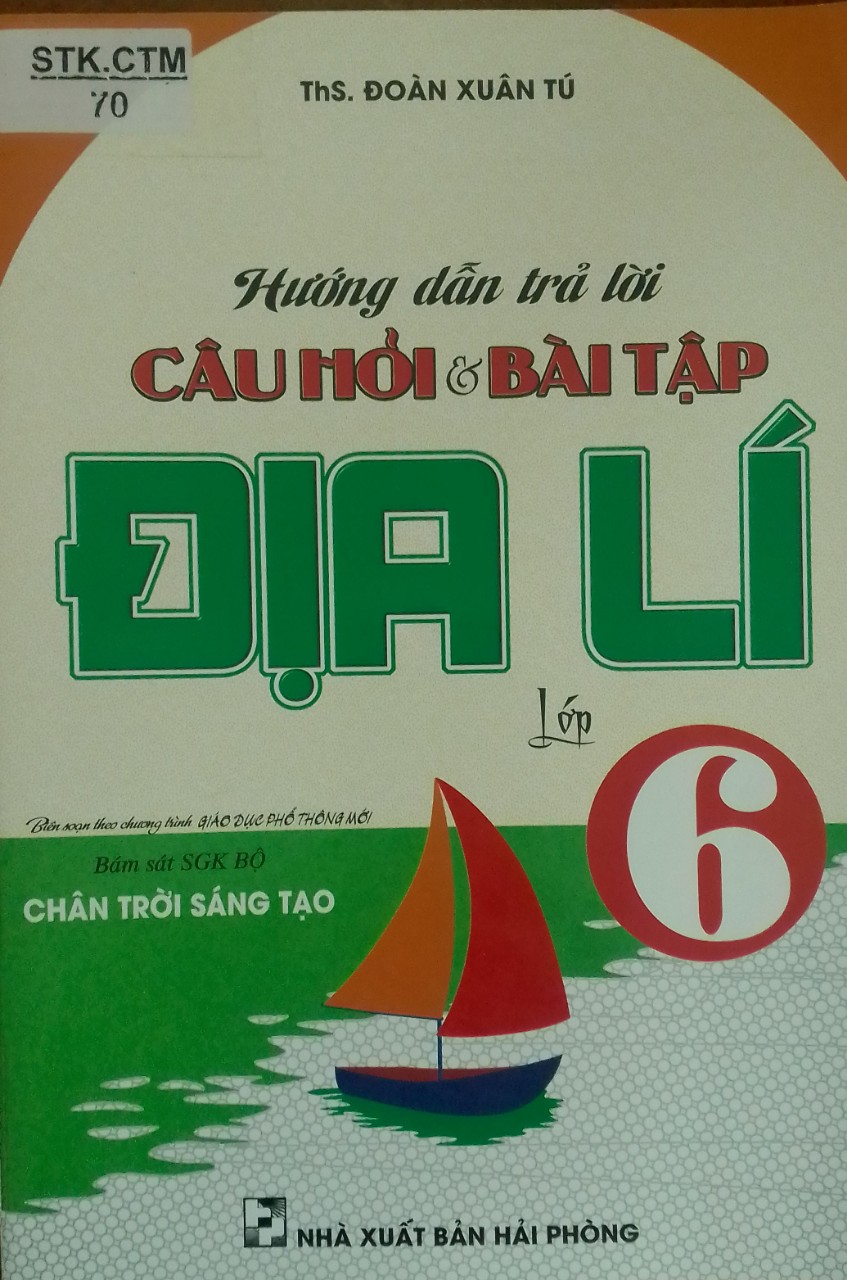 STK.CTM
70
ThS. ĐOÀN XUÂN TÚ
Hướng dẫn trả lời
CÂU HỎI & BÀI TẬP
ĐỊA LÍ
Lớp
6
Biên soạn theo chương trình GIÁO DỤC PHỔ THÔNG MỚI
Bám sát SGK BỘ
CHÂN TRỜI SÁNG TẠO
NHÀ XUẤT BẢN HẢI PHÒNG